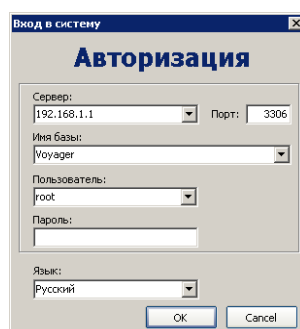 Вход в систему
Авторизация
Сервер:
192.168.1.1 Порт: 3306
Имя базы:
Voyager
Пользователь:
root
Пароль:
Язык:
Русский
OK Cancel